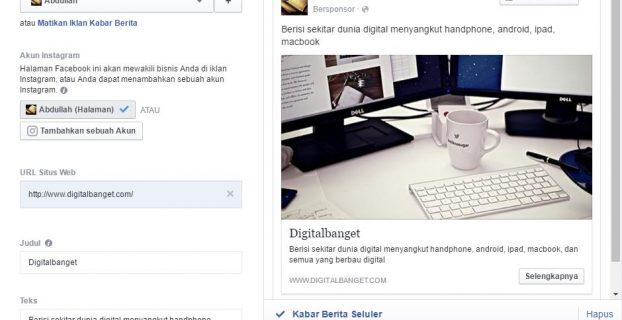 Abdullah
+
atau Matikan Iklan Kabar Berita
Akun Instagram
Halaman Facebook ini akan mewakili bisnis Anda di iklan
Instagram, atau Anda dapat menambahkan sebuah akun
Instagram.
Abdullah (Halaman) ATAU
Tambahkan sebuah Akun
URL Situs Web
http://www.digitalbanget.com/
Judul
Digitalbanget
Teks
Berisi sekitar dunia digital menyangkut handphone,
Bersponsor ·
Berisi sekitar dunia digital menyangkut handphone, android, ipad,
macbook
DELL
DELL
Digitalbanget
Berisi sekitar dunia digital menyangkut handphone, android, ipad, macbook, dan
semua yang berbau digital
WWW.DIGITALBANGET.COM
Selengkapnya
Kabar Berita Seluler
Hapus